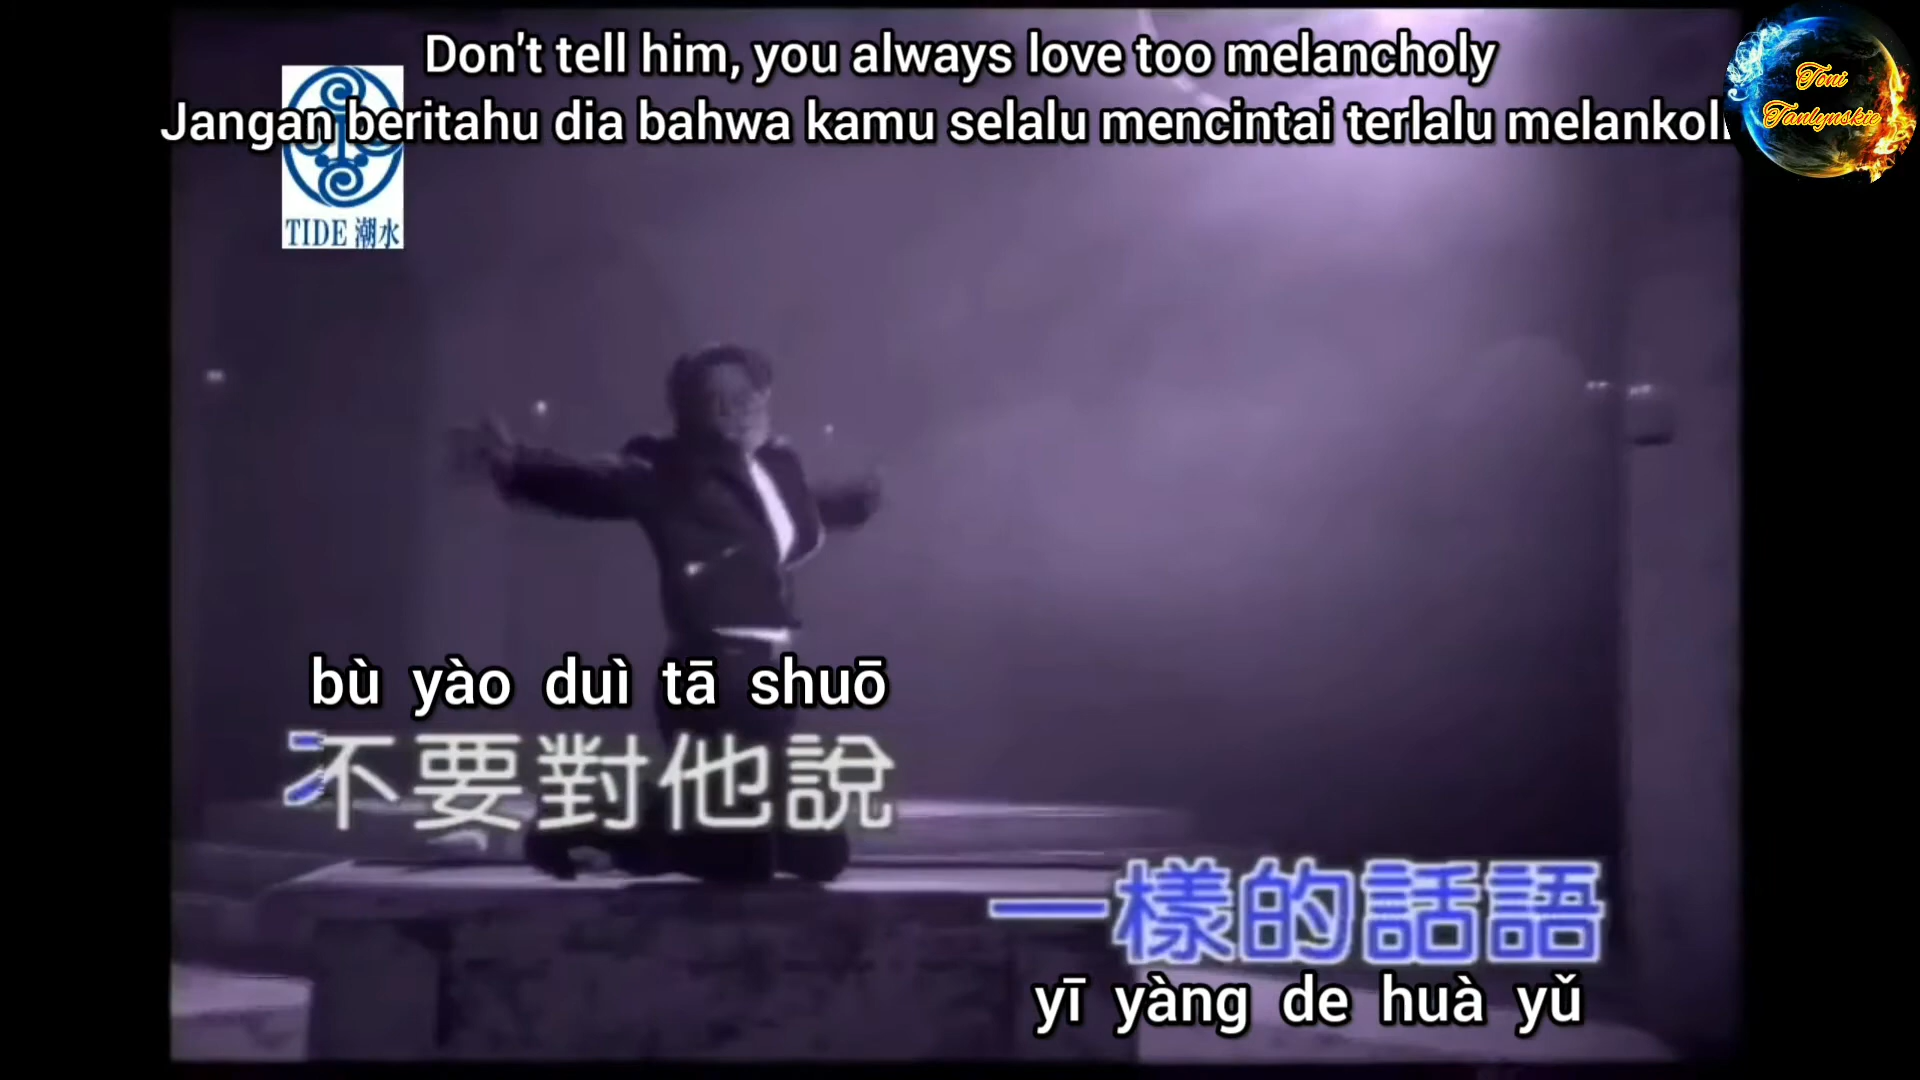 Don't tell him, you always love too melancholy
Jangan beritahu dia bahwa kamu selalu mencintai terlalu melankoli
Toni
Tanlynskie
TIDE 潮水
bù yào duì tā shuō
不要對他說
一樣的話語
yī yàng de huà yǔ